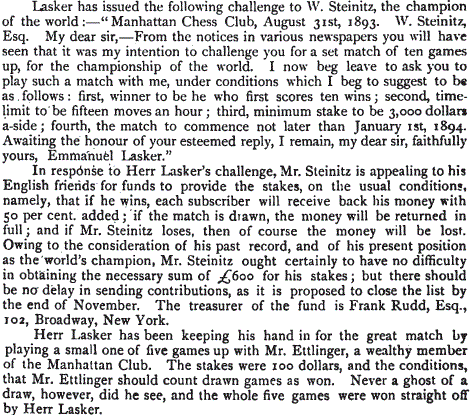 Lasker has issued the following challenge to W. Steinitz, the champion
of the world :—“ Manhattan Chess Club, August 31st, 1893. W. Steinitz,
Esq. My dear sir,—From the notices in various newspapers you will have
seen that it was my intention to challenge you for a set match of ten games
up, for the championship of the world. I now beg leave to ask you to
play such a match with me, under conditions which I beg to suggest to be
as follows: first, winner to be he who first scores ten wins; second, time-
limit to be fifteen moves an hour; third, minimum stake to be 3,000 dollars
a-side; fourth, the match to commence not later than January 1st, 1894.
Awaiting the honour of your esteemed reply, I remain, my dear sir, faithfully
yours, Emmanuel Lasker.”
In response to Herr Lasker's challenge, Mr. Steinitz is appealing to his
English friends for funds to provide the stakes, on the usual conditions,
namely, that if he wins, each subscriber will receive back his money with
50 per cent. added; if the match is drawn, the money will be returned in
full; and if Mr. Steinitz loses, then of course the money will be lost.
Owing to the consideration of his past record, and of his present position
as the world's champion, Mr. Steinitz ought certainly to have no difficulty
in obtaining the necessary sum of £600 for his stakes; but there should
be no delay in sending contributions, as it is proposed to close the list by
the end of November. The treasurer of the fund is Frank Rudd, Esq.,
102, Broadway, New York.
Herr Lasker has been keeping his hand in for the great match by
playing a small one of five games up with Mr. Ettlinger, a wealthy member
of the Manhattan Club. The stakes were 100 dollars, and the conditions,
that Mr. Ettlinger should count drawn games as won. Never a ghost of a
draw, however, did he see, and the whole five games were won straight off
by Herr Lasker.